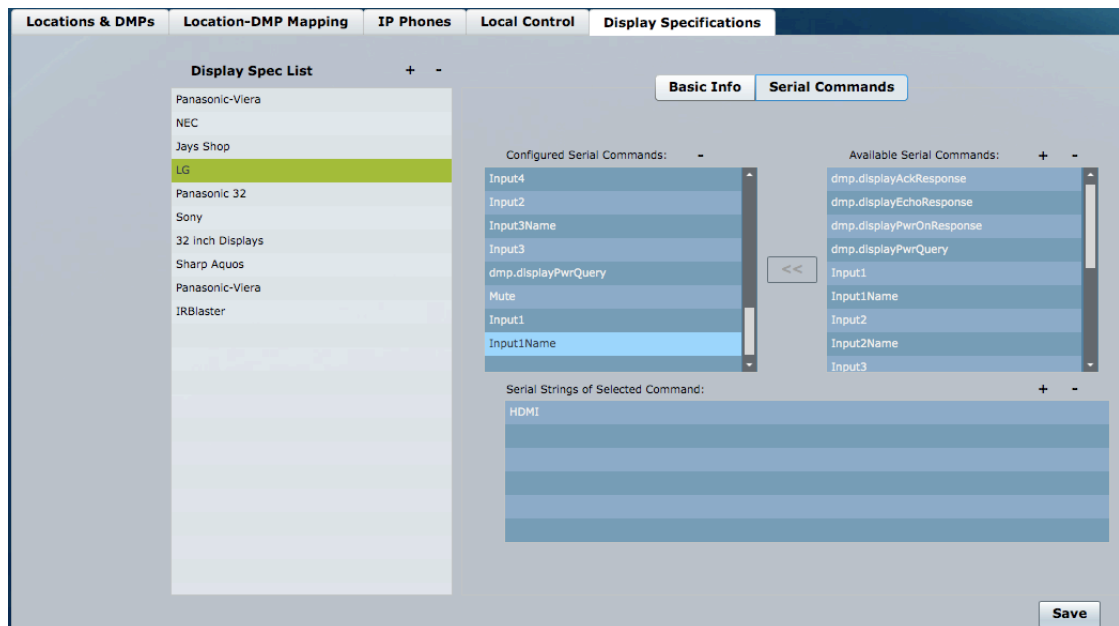 Locations & DMPs
Location-DMP Mapping
IP Phones
Local Control
Display Specifications
Display Spec List + -
Panasonic-Viera
NEC
Jays Shop
LG
Panasonic 32
Sony
32 inch Displays
Sharp Aquos
Panasonic-Viera
IRBlaster
Basic Info
Serial Commands
Configured Serial Commands: -
Input4
Input2
Input3Name
Input3
dmp.displayPwrQuery
Mute
Input1
Input1Name
<<
Available Serial Commands: + -
dmp.displayAckResponse
dmp.displayEchoResponse
dmp.displayPwrOnResponse
dmp.displayPwrQuery
Input1
Input1Name
Input2
Input2Name
Input3
Serial Strings of Selected Command: + -
HDMI
Save